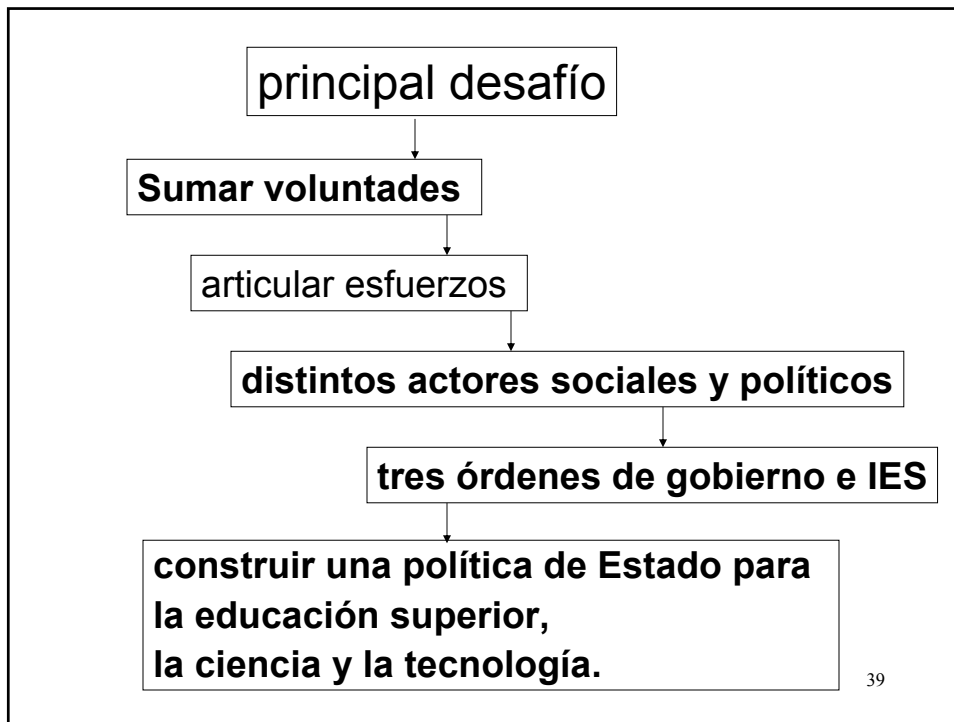 principal desafío
Sumar voluntades
articular esfuerzos
distintos actores sociales y políticos
tres órdenes de gobierno e IES
construir una política de Estado para
la educación superior,
la ciencia y la tecnología.
39